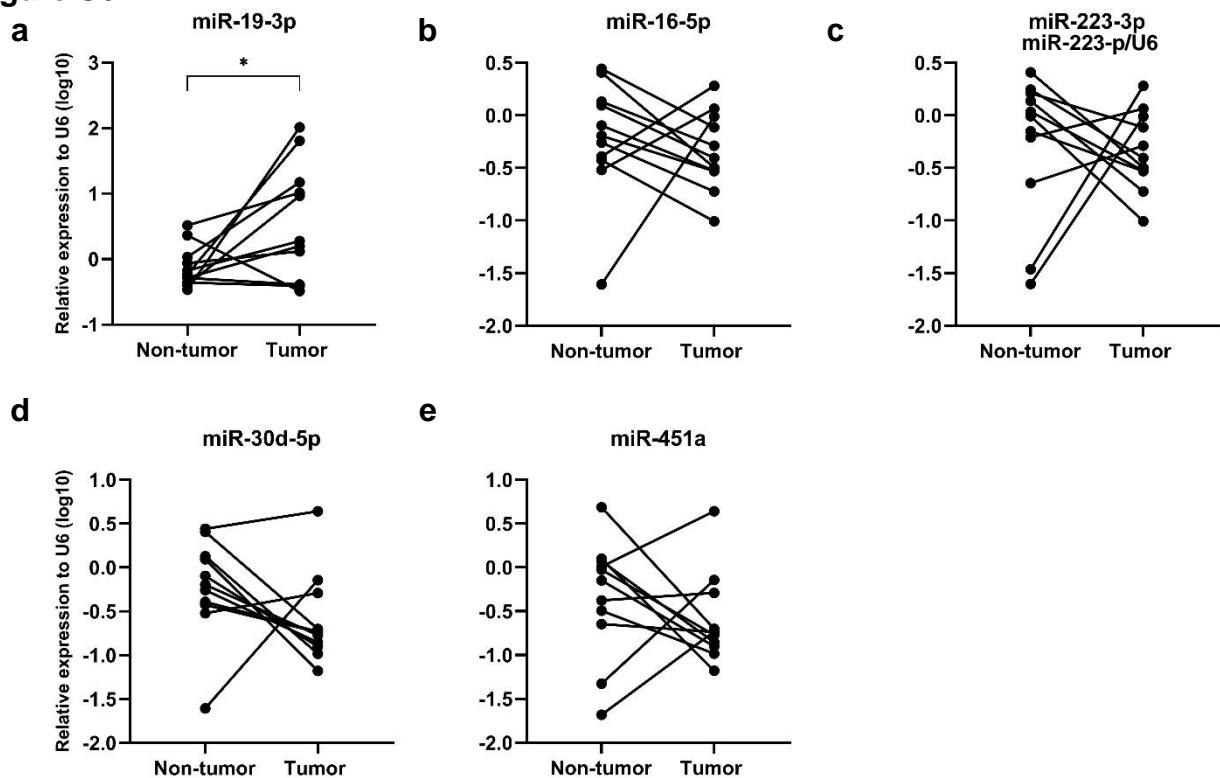 a
miR-19-3p
Relative expression to U6 (log10)
3
2
1
0
-1
*
Non-tumor
Tumor
b
miR-16-5p
0.5
0.0
-0.5
-1.0
-1.5
-2.0
Non-tumor
Tumor
c
miR-223-3p
miR-223-p/U6
0.5
0.0
-0.5
-1.0
-1.5
-2.0
Non-tumor
Tumor
d
miR-30d-5p
Relative expression to U6 (log10)
1.0
0.5
0.0
-0.5
-1.0
-1.5
-2.0
Non-tumor
Tumor
e
miR-451a
1.0
0.5
0.0
-0.5
-1.0
-1.5
-2.0
Non-tumor
Tumor